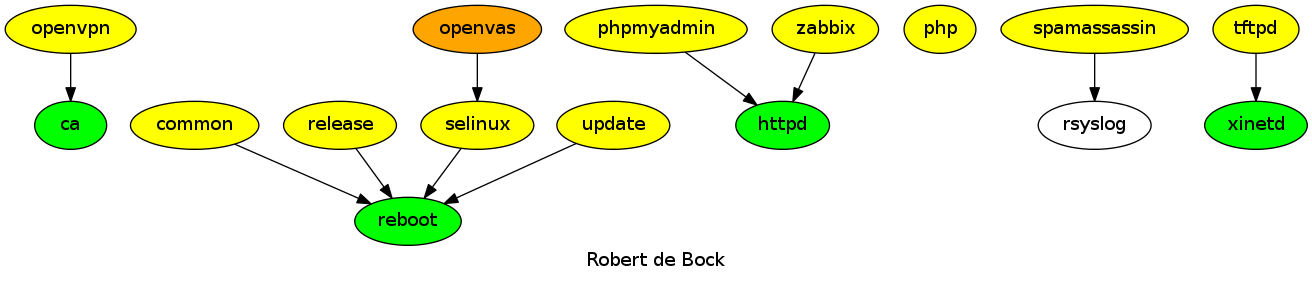 openvpn
openvas
phpmyadmin
zabbix
php
spamassassin
tftpd
ca
common
release
selinux
update
httpd
rsyslog
xinetd
reboot
Robert de Bock